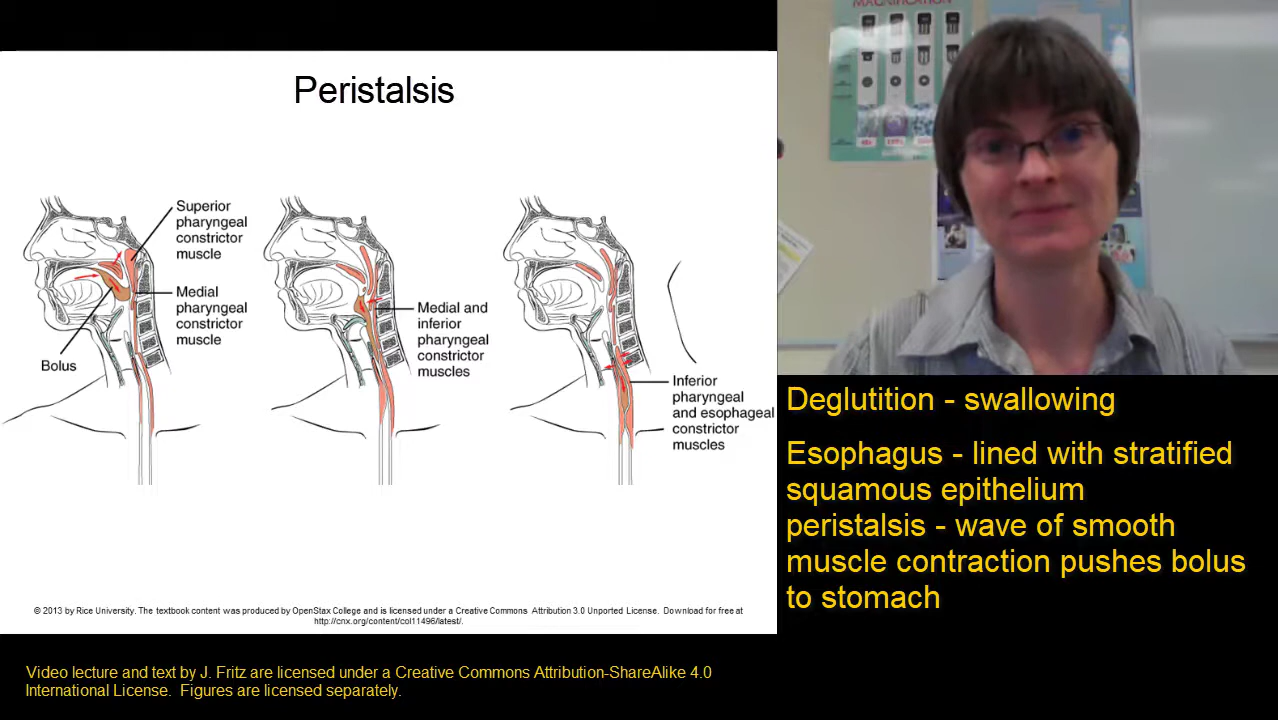 Peristalsis
Superior
pharyngeal
constrictor
muscle
Medial
pharyngeal
constrictor
muscle
Bolus
Medial and
inferior
pharyngeal
constrictor
muscles
Inferior
pharyngeal
and esophageal
constrictor
muscles
© 2013 by Rice University. The textbook content was produced by OpenStax College and is licensed under a Creative Commons Attribution 3.0 Unported License. Download for free at
http://cnx.org/content/col11496/latest/.
MAGNIFICATION
Deglutition - swallowing
Esophagus - lined with stratified
squamous epithelium
peristalsis - wave of smooth
muscle contraction pushes bolus
to stomach
Video lecture and text by J. Fritz are licensed under a Creative Commons Attribution-ShareAlike 4.0
International License. Figures are licensed separately.